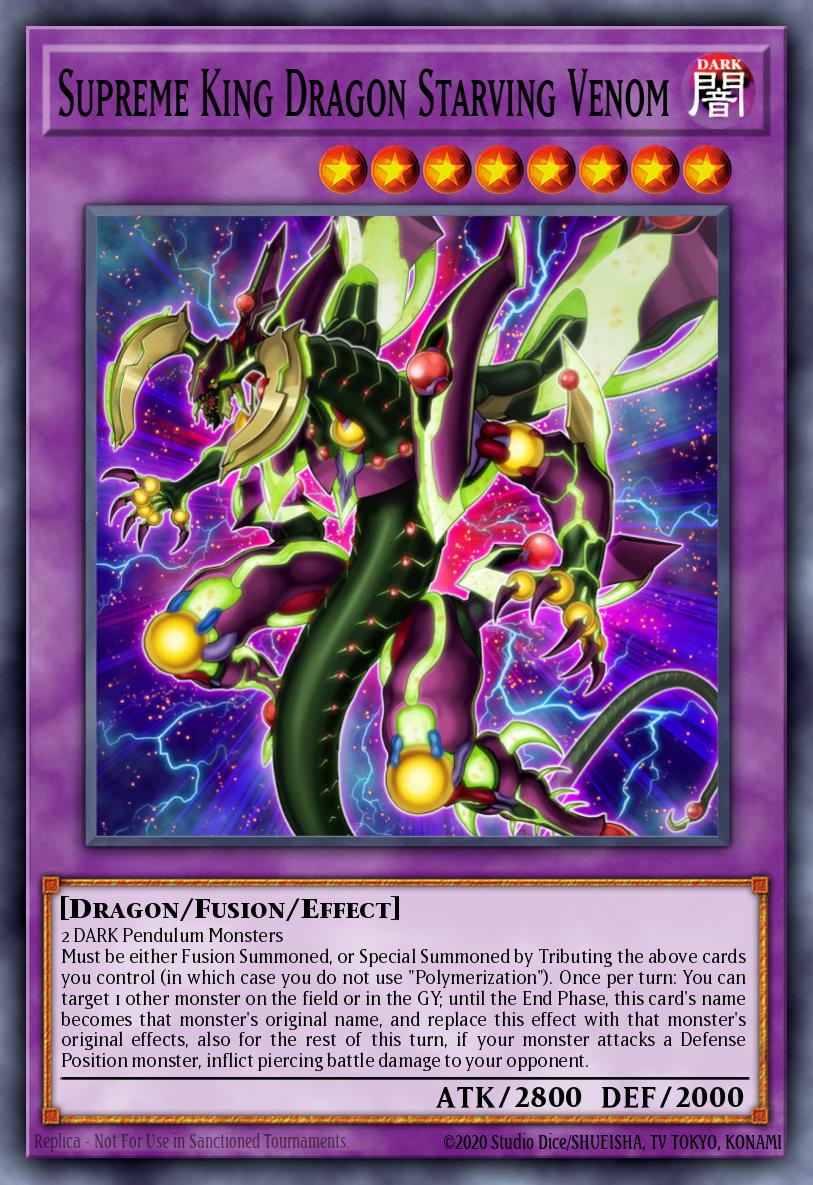 Supreme King Dragon Starving Venom
DARK
闇
[Dragon/Fusion/Effect]
2 DARK Pendulum Monsters
Must be either Fusion Summoned, or Special Summoned by Tributing the above cards
you control (in which case you do not use "Polymerization"). Once per turn: You can
target 1 other monster on the field or in the GY; until the End Phase, this card's name
becomes that monster's original name, and replace this effect with that monster's
original effects, also for the rest of this turn, if your monster attacks a Defense
Position monster, inflict piercing battle damage to your opponent.
ATK/2800 DEF/2000
Replica - Not For Use in Sanctioned Tournaments.
©2020 Studio Dice/SHUEISHA, TV TOKYO, KONAMI